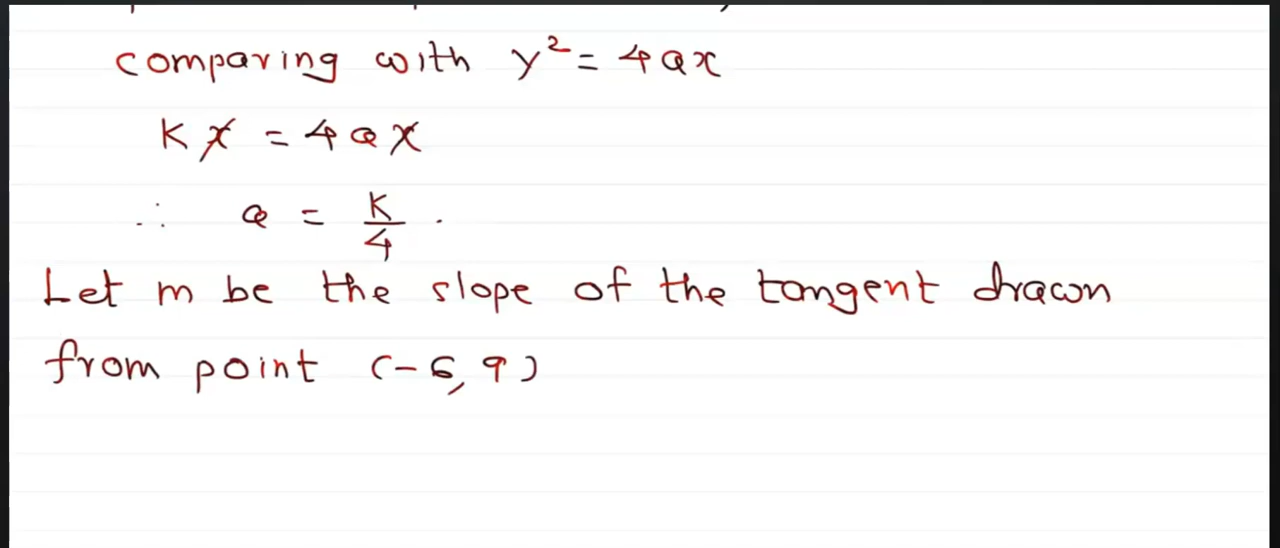 comparing with y² = 4ax
Kx = 4ax
∴ a = K/4 .
Let m be the slope of the tangent drawn
from point (-6, 9)